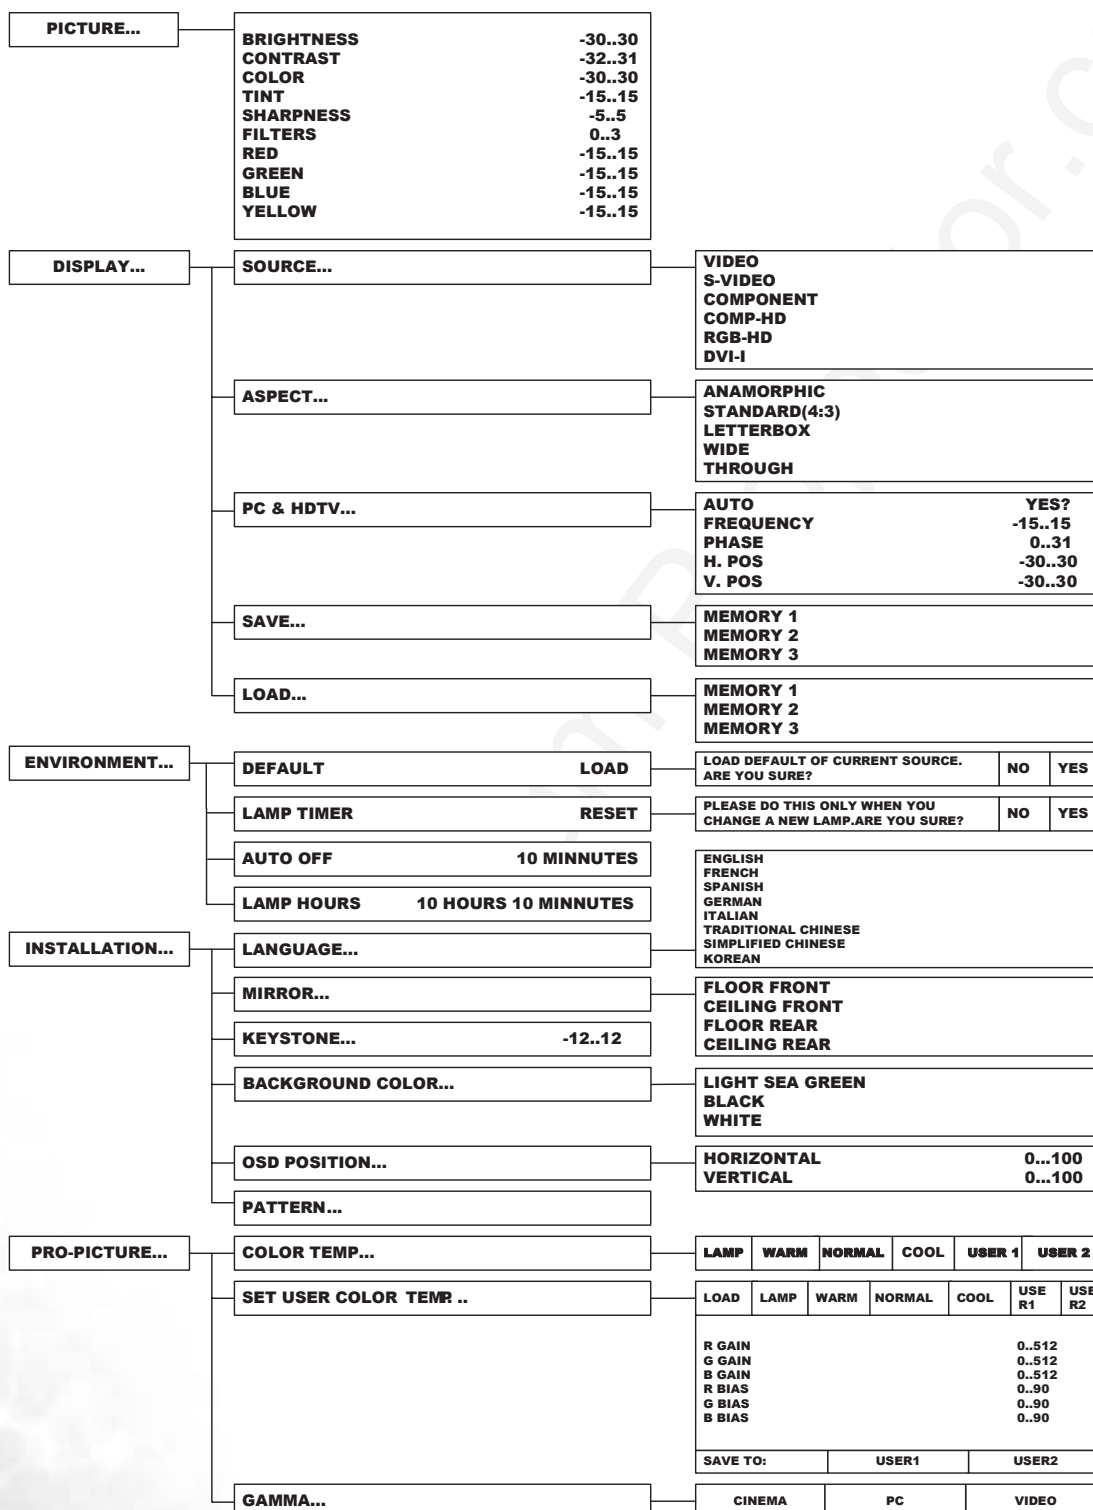 PICTURE...
BRIGHTNESS -30..30
CONTRAST -32..31
COLOR -30..30
TINT -15..15
SHARPNESS -5..5
FILTERS 0..3
RED -15..15
GREEN -15..15
BLUE -15..15
YELLOW -15..15
DISPLAY...
SOURCE...
VIDEO
S-VIDEO
COMPONENT
COMP-HD
RGB-HD
DVI-I
ASPECT...
ANAMORPHIC
STANDARD(4:3)
LETTERBOX
WIDE
THROUGH
PC & HDTV...
AUTO YES?
FREQUENCY -15..15
PHASE 0..31
H. POS -30..30
V. POS -30..30
SAVE...
MEMORY 1
MEMORY 2
MEMORY 3
LOAD...
MEMORY 1
MEMORY 2
MEMORY 3
ENVIRONMENT...
DEFAULT LOAD
LOAD DEFAULT OF CURRENT SOURCE.
ARE YOU SURE?
NO YES
LAMP TIMER RESET
PLEASE DO THIS ONLY WHEN YOU
CHANGE A NEW LAMP.ARE YOU SURE?
NO YES
AUTO OFF 10 MINNUTES
LAMP HOURS 10 HOURS 10 MINNUTES
INSTALLATION...
LANGUAGE...
ENGLISH
FRENCH
SPANISH
GERMAN
ITALIAN
TRADITIONAL CHINESE
SIMPLIFIED CHINESE
KOREAN
MIRROR...
FLOOR FRONT
CEILING FRONT
FLOOR REAR
CEILING REAR
KEYSTONE... -12..12
BACKGROUND COLOR...
LIGHT SEA GREEN
BLACK
WHITE
OSD POSITION...
HORIZONTAL 0...100
VERTICAL 0...100
PATTERN...
PRO-PICTURE...
COLOR TEMP...
LAMP WARM NORMAL COOL USER 1 USER 2
SET USER COLOR TEMP. ..
LOAD LAMP WARM NORMAL COOL USE R1 USE R2
R GAIN 0..512
G GAIN 0..512
B GAIN 0..512
R BIAS 0..90
G BIAS 0..90
B BIAS 0..90
SAVE TO: USER1 USER2
GAMMA...
CINEMA PC VIDEO